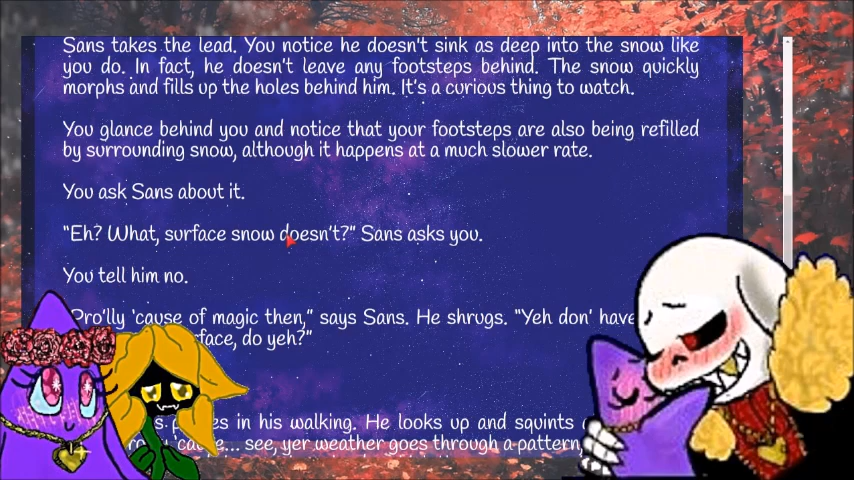 Sans takes the lead. You notice he doesn't sink as deep into the snow like
you do. In fact, he doesn't leave any footsteps behind. The snow quickly
morphs and fills up the holes behind him. It's a curious thing to watch.
You glance behind you and notice that your footsteps are also being refilled
by surrounding snow, although it happens at a much slower rate.
You ask Sans about it.
“Eh? What, surface snow doesn't?” Sans asks you.
You tell him no.
Pro'lly 'cause of magic then,” says Sans. He shrugs. “Yeh don' have
do yeh?”
in his walking. He looks up and squints
see, yer weather goes through a pattern,